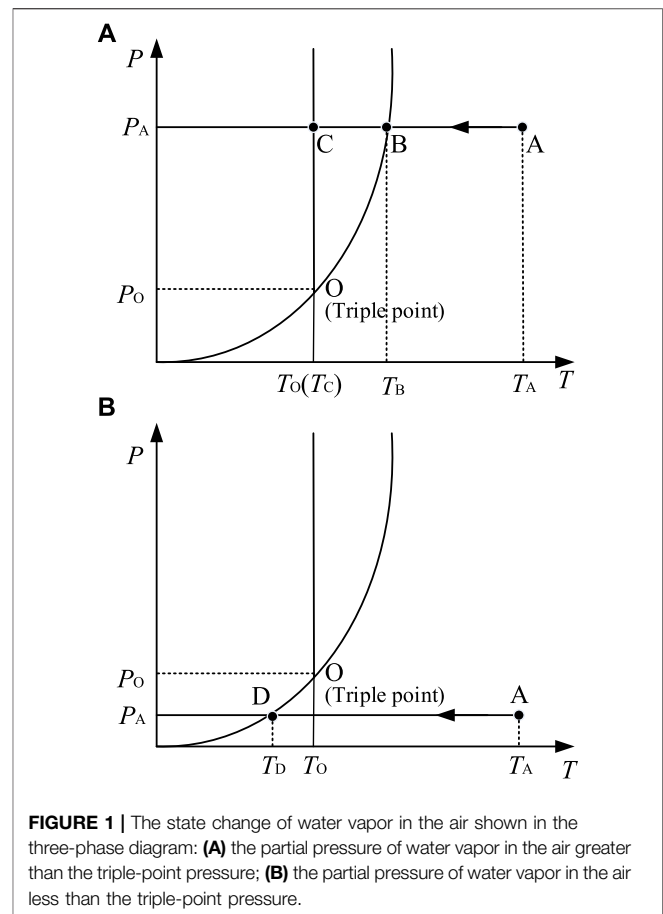 A
P
PA
C
B
A
PO
O
(Triple point)
TO(TC)
TB
TA
T
B
P
PO
O
(Triple point)
D
A
PA
TD
TO
TA
T
FIGURE 1 | The state change of water vapor in the air shown in the
three-phase diagram: (A) the partial pressure of water vapor in the air greater
than the triple-point pressure; (B) the partial pressure of water vapor in the air
less than the triple-point pressure.